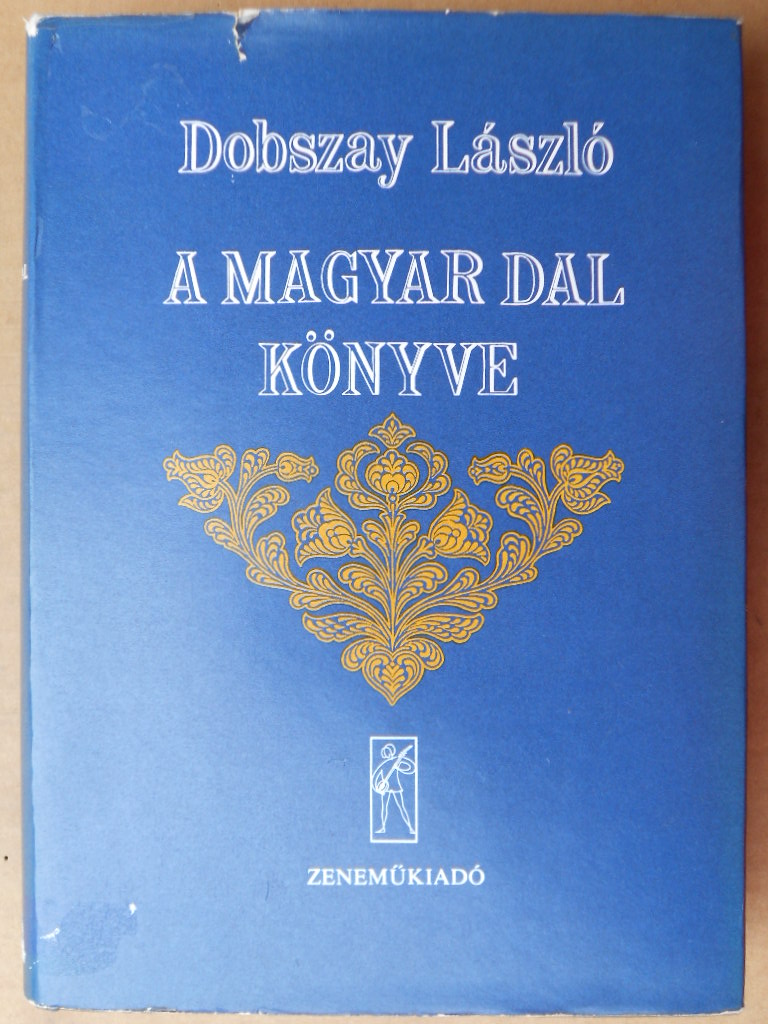 Dobszay László
A MAGYAR DAL
KÖNYVE
ZENEMŰKIADÓ